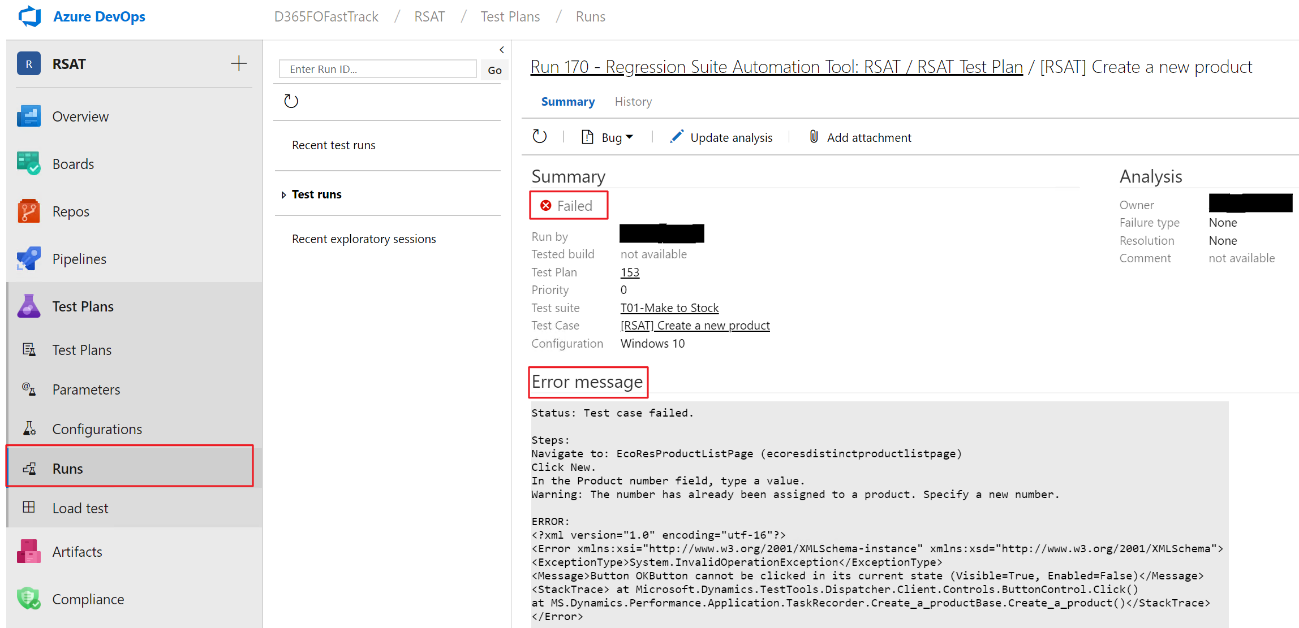 Azure DevOps
D365FOFastTrack / RSAT / Test Plans / Runs
R RSAT
Overview
Boards
Repos
Pipelines
Test Plans
Test Plans
Parameters
Configurations
Runs
Load test
Artifacts
Compliance
Enter Run ID... Go
Recent test runs
Test runs
Recent exploratory sessions
Run 170 - Regression Suite Automation Tool: RSAT / RSAT Test Plan / [RSAT] Create a new product
Summary History
Bug Update analysis Add attachment
Summary
Failed
Run by
Tested build not available
Test Plan 153
Priority 0
Test suite T01-Make to Stock
Test Case [RSAT] Create a new product
Configuration Windows 10
Analysis
Owner
Failure type None
Resolution None
Comment not available
Error message
Status: Test case failed.
Steps:
Navigate to: EcoResProductListPage (ecoresdistinctproductlistpage)
Click New.
In the Product number field, type a value.
Warning: The number has already been assigned to a product. Specify a new number.
ERROR:
<?xml version="1.0" encoding="utf-16"?>
<Error xmlns:xsi="http://www.w3.org/2001/XMLSchema-instance" xmlns:xsd="http://www.w3.org/2001/XMLSchema">
<ExceptionType>System.InvalidOperationException</ExceptionType>
<Message>Button OKButton cannot be clicked in its current state (Visible=True, Enabled=False)</Message>
<StackTrace> at Microsoft.Dynamics.TestTools.Dispatcher.Client.Controls.ButtonControl.Click()
at MS.Dynamics.Performance.Application.TaskRecorder.Create_a_productBase.Create_a_product()</StackTrace>
</Error>